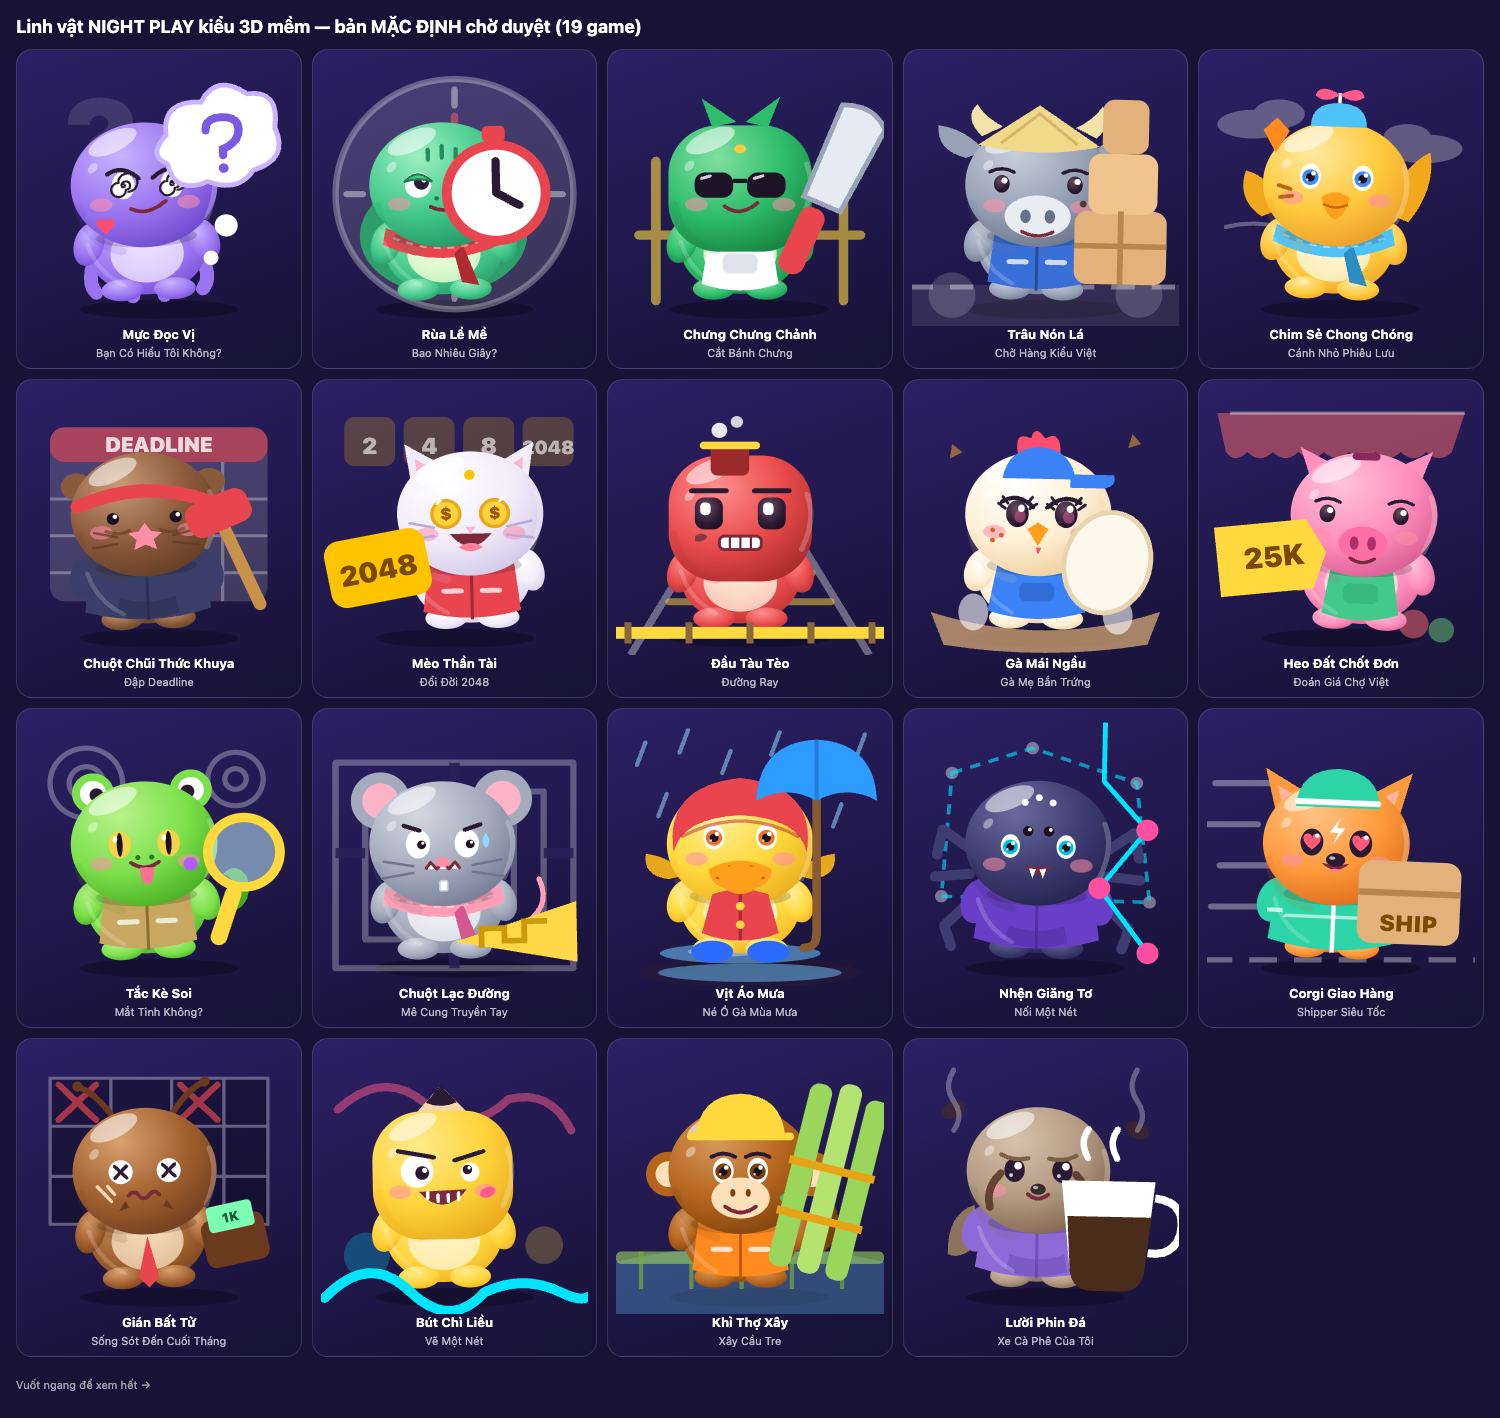 Linh vật NIGHT PLAY kiểu 3D mềm — bản MẶC ĐỊNH chờ duyệt (19 game)
?
?
Mực Đọc Vị
Bạn Có Hiểu Tôi Không?
Rùa Lề Mề
Bao Nhiêu Giây?
Chưng Chưng Chảnh
Cắt Bánh Chưng
Trâu Nón Lá
Chở Hàng Kiểu Việt
Chim Sẻ Chong Chóng
Cánh Nhỏ Phiêu Lưu
DEADLINE
Chuột Chũi Thức Khuya
Đập Deadline
2 4 8 2048
$ $
2048
Mèo Thần Tài
Đổi Đời 2048
Đầu Tàu Tèo
Đường Ray
Gà Mái Ngầu
Gà Mẹ Bắn Trứng
25K
Heo Đất Chốt Đơn
Đoán Giá Chợ Việt
Tắc Kè Soi
Mắt Tinh Không?
Chuột Lạc Đường
Mê Cung Truyền Tay
Vịt Áo Mưa
Né Ổ Gà Mùa Mưa
Nhện Giăng Tơ
Nối Một Nét
SHIP
Corgi Giao Hàng
Shipper Siêu Tốc
1K
Gián Bất Tử
Sống Sót Đến Cuối Tháng
Bút Chì Liều
Vẽ Một Nét
Khỉ Thợ Xây
Xây Cầu Tre
Lười Phin Đá
Xe Cà Phê Của Tôi
Vuốt ngang để xem hết →